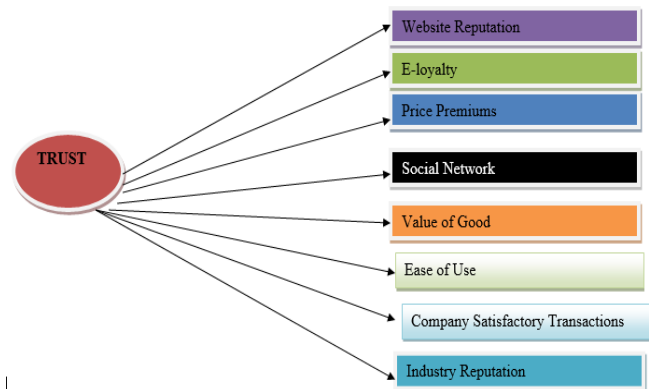 Website Reputation
E-loyalty
Price Premiums
TRUST
Social Network
Value of Good
Ease of Use
Company Satisfactory Transactions
Industry Reputation